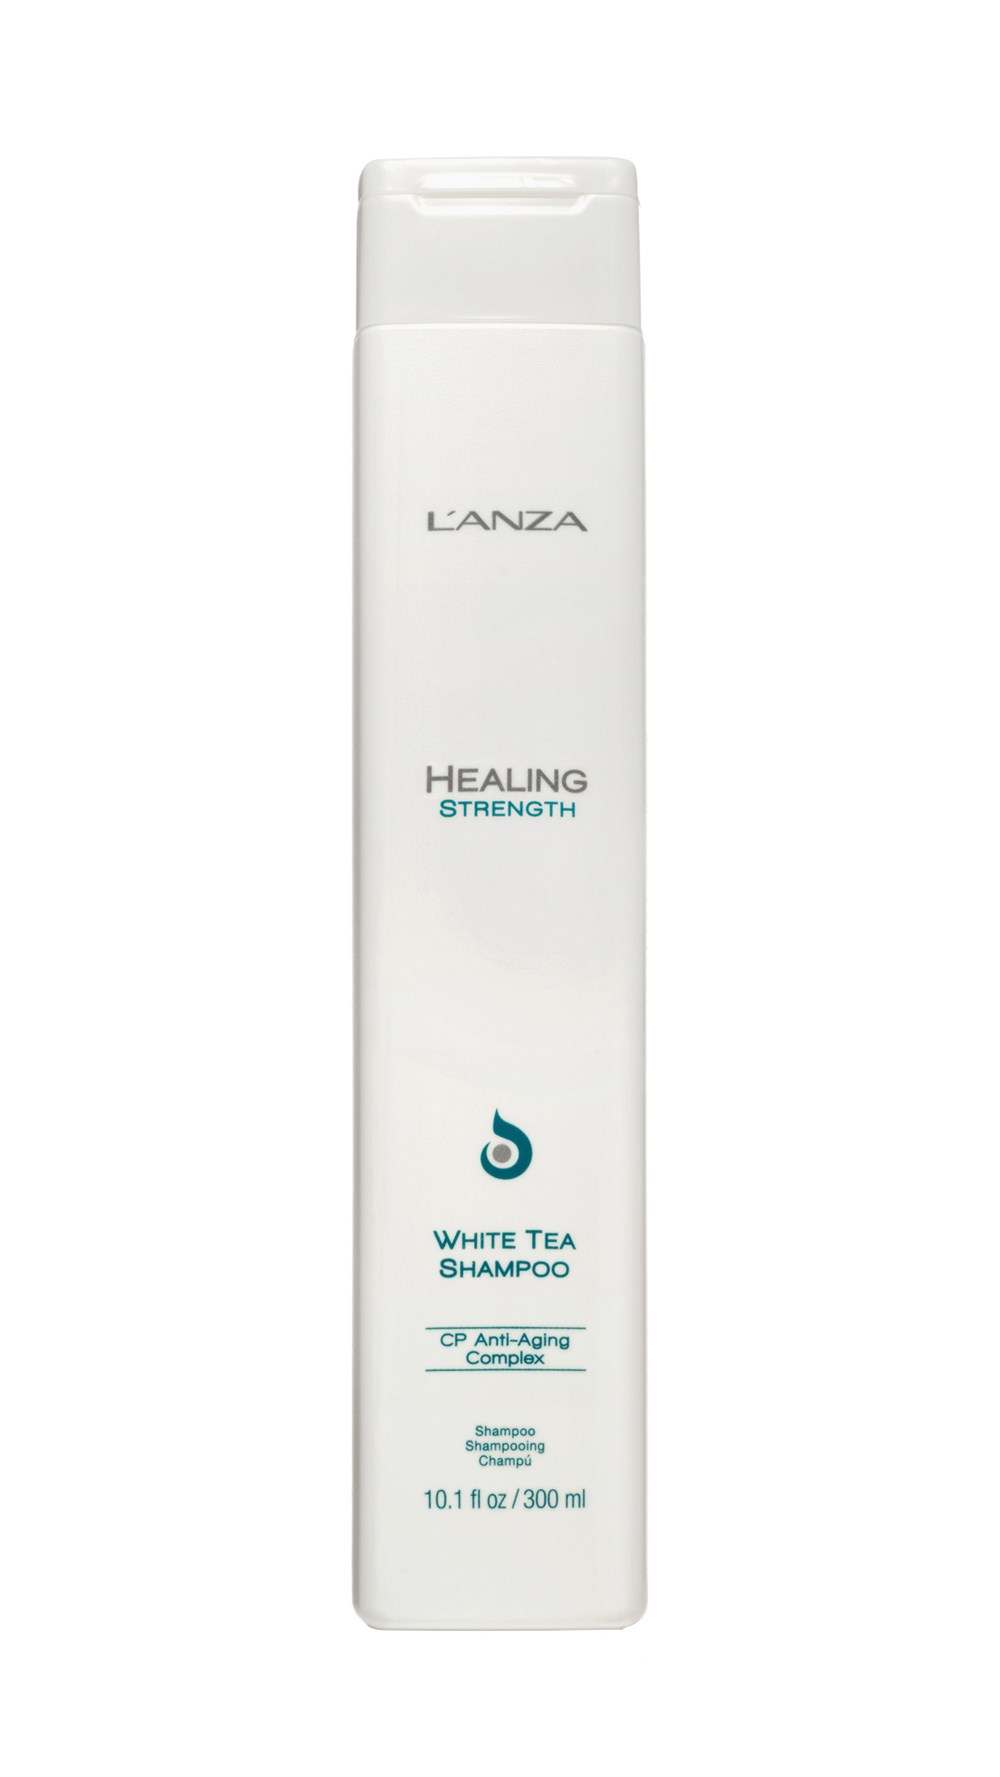 L'ANZA
HEALING
STRENGTH
WHITE TEA
SHAMPOO
CP Anti-Aging
Complex
Shampoo
Shampooing
Champú
10.1 fl oz / 300 ml